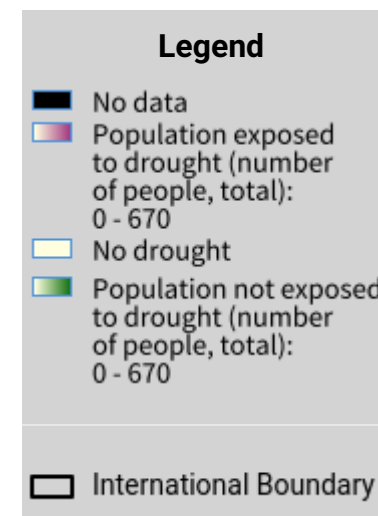 Legend
No data
Population exposed
to drought (number
of people, total):
0 - 670
No drought
Population not exposed
to drought (number
of people, total):
0 - 670
International Boundary